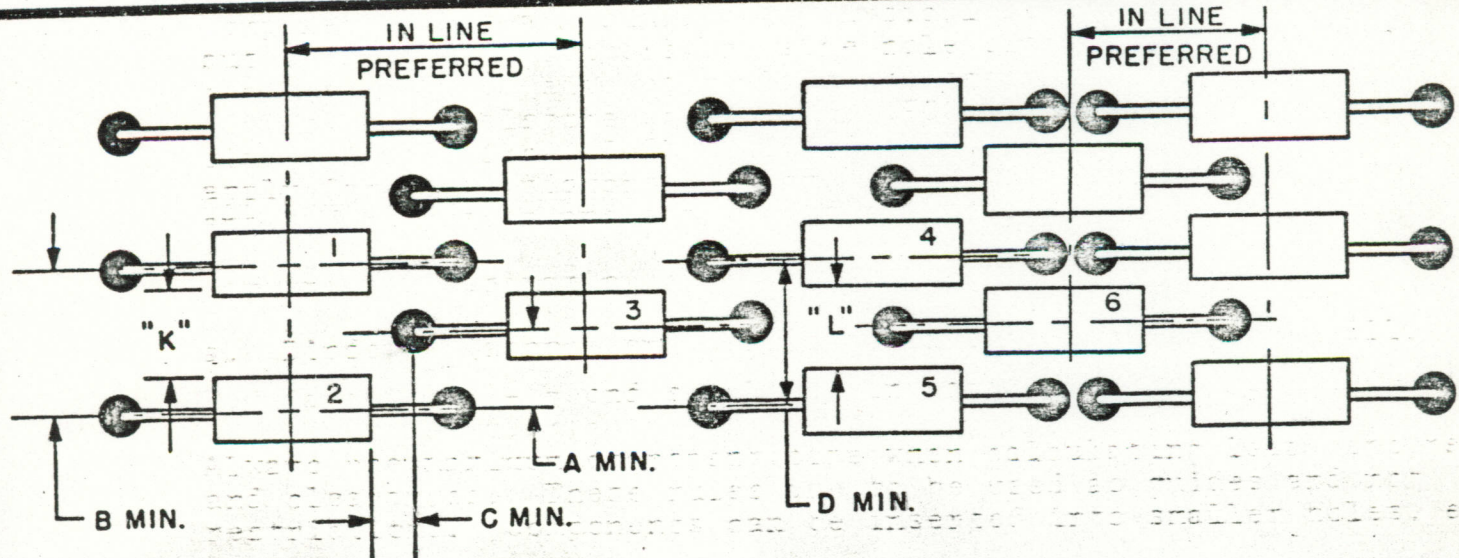 IN LINE
PREFERRED
IN LINE
PREFERRED
1
4
3
6
"K"
"L"
2
5
A MIN.
B MIN.
C MIN.
D MIN.